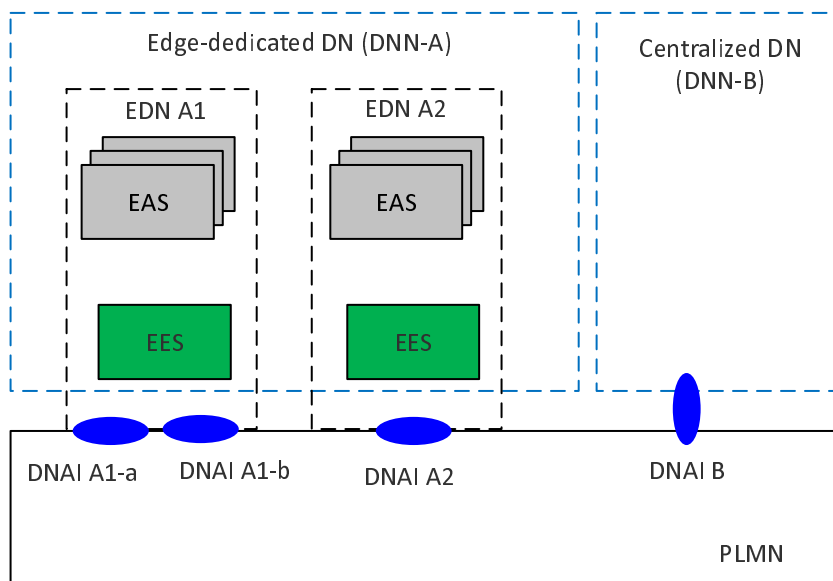 Edge-dedicated DN (DNN-A)
Centralized DN
(DNN-B)
EDN A1
EDN A2
EAS
EAS
EES
EES
DNAI A1-a
DNAI A1-b
DNAI A2
DNAI B
PLMN